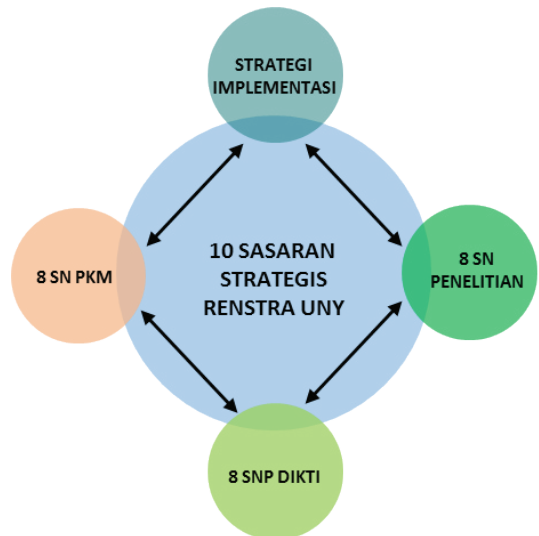 STRATEGI
IMPLEMENTASI
8 SN PKM
10 SASARAN
STRATEGIS
RENSTRA UNY
8 SN
PENELITIAN
8 SNP DIKTI